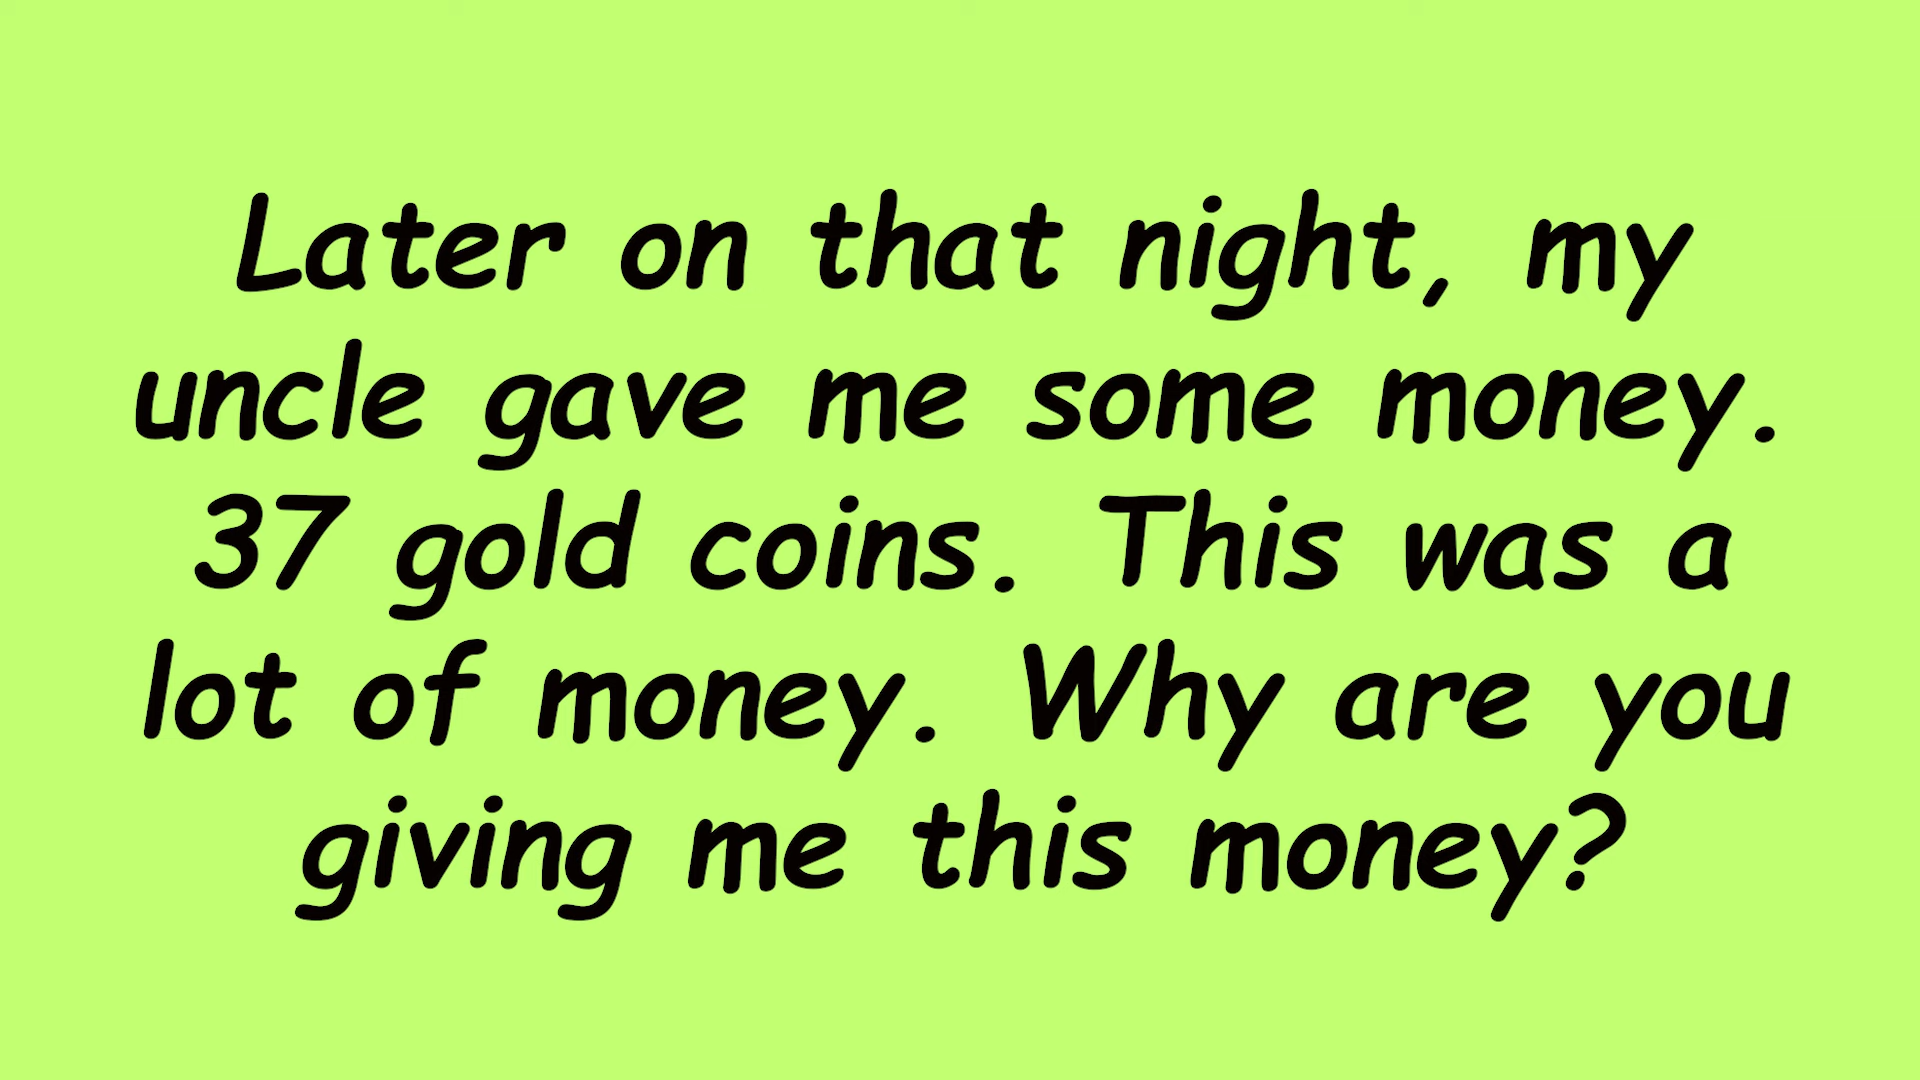 Later on that night, my
uncle gave me some money.
37 gold coins. This was a
lot of money. Why are you
giving me this money?